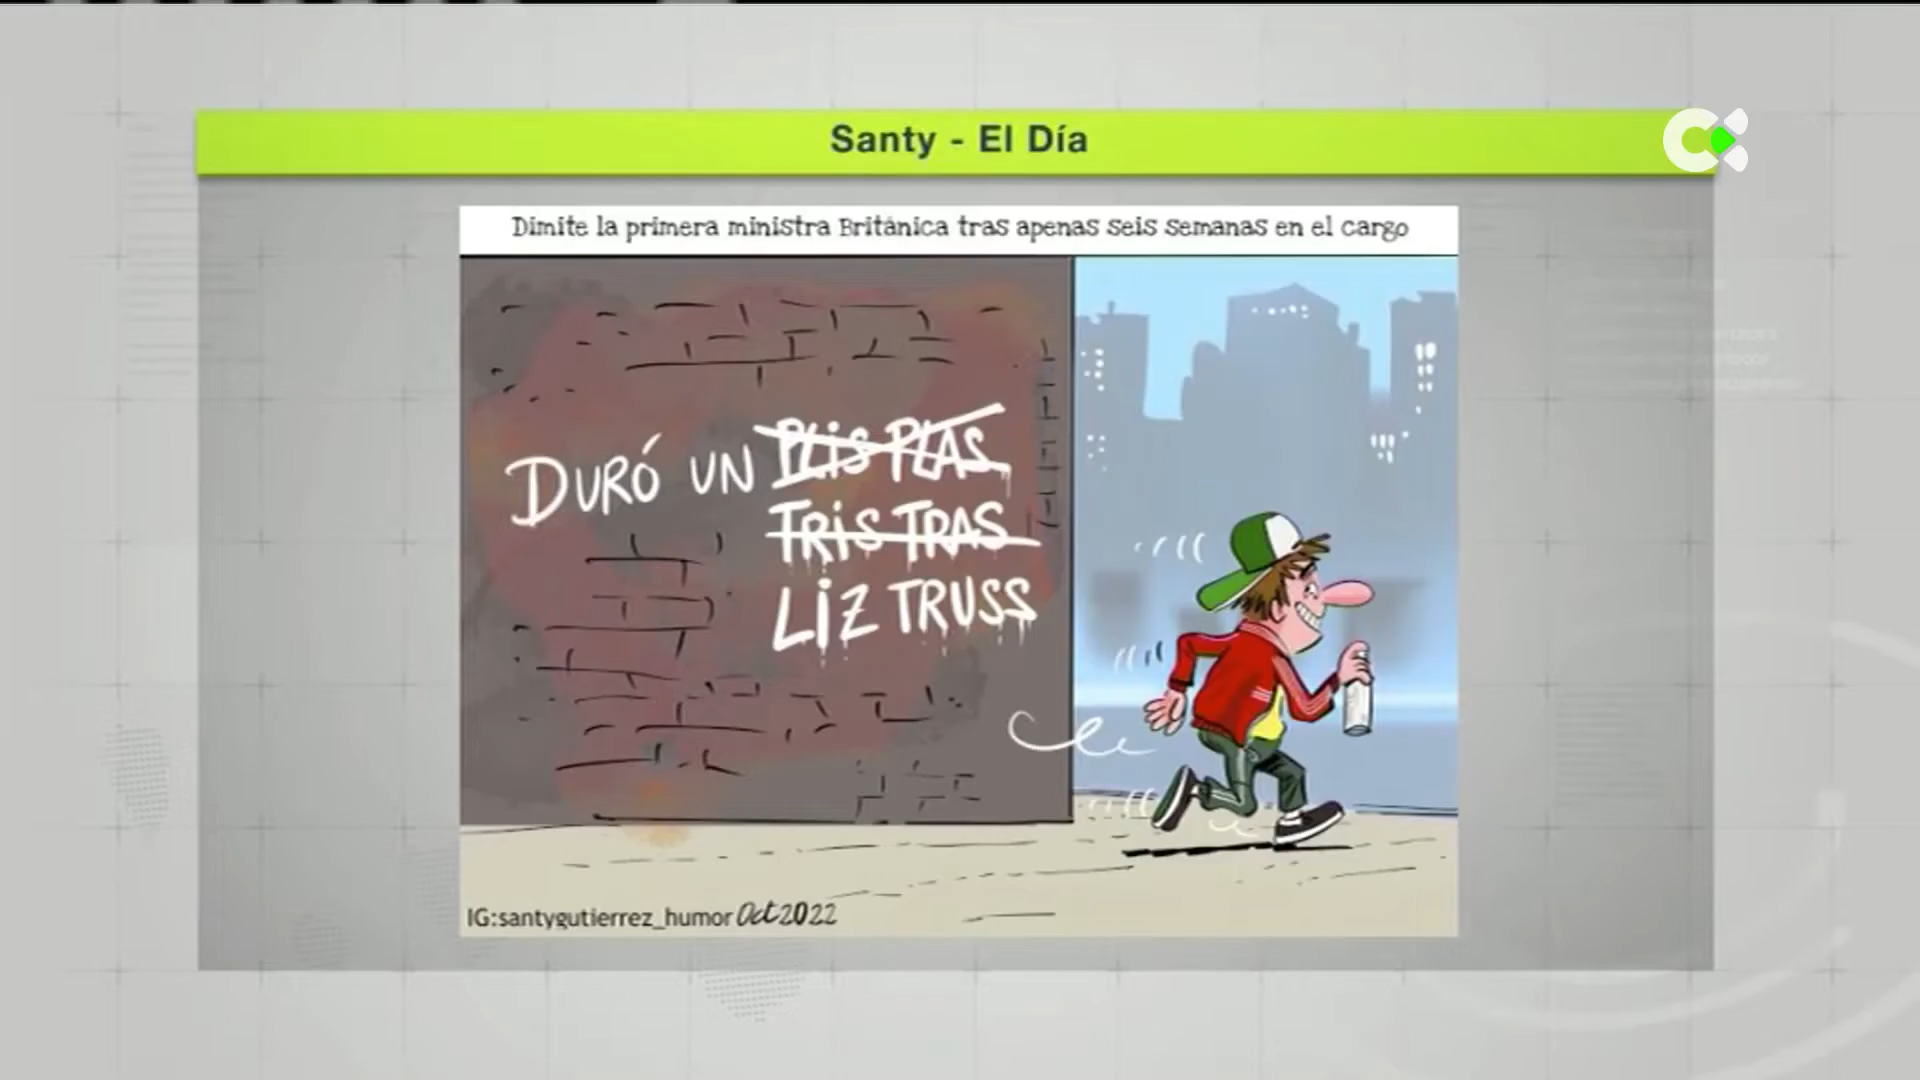 Santy - El Día
Dimite la primera ministra Británica tras apenas seis semanas en el cargo
DURÓ UN PLIS PLAS
TRIS TRAS
LIZ TRUSS
IG:santygutierrez_humor Oct 2022